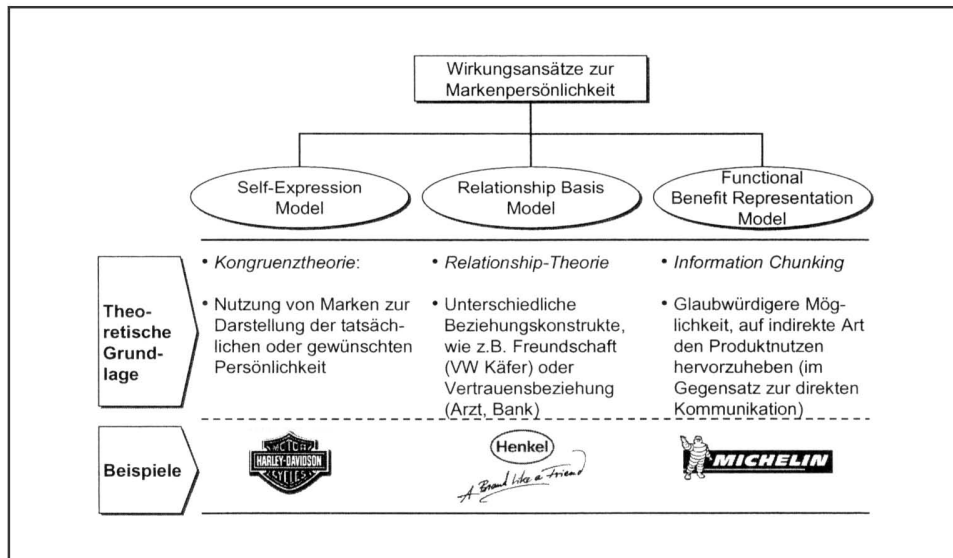 Wirkungsansätze zur
Markenpersönlichkeit
Self-Expression
Model
Relationship Basis
Model
Functional
Benefit Representation
Model
Theo-
retische
Grund-
lage
• Kongruenztheorie:
• Nutzung von Marken zur
Darstellung der tatsäch-
lichen oder gewünschten
Persönlichkeit
• Relationship-Theorie
• Unterschiedliche
Beziehungskonstrukte,
wie z.B. Freundschaft
(VW Käfer) oder
Vertrauensbeziehung
(Arzt, Bank)
• Information Chunking
• Glaubwürdigere Mög-
lichkeit, auf indirekte Art
den Produktnutzen
hervorzuheben (im
Gegensatz zur direkten
Kommunikation)
Beispiele
HARLEY-DAVIDSON
CYCLES
Henkel
A Brand like a Friend
MICHELIN